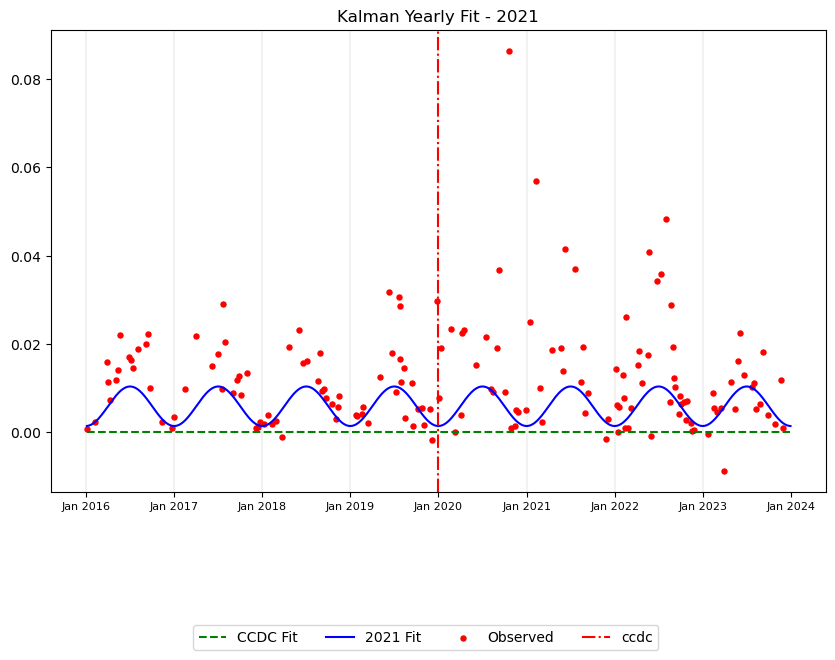 Kalman Yearly Fit - 2021
0.08
0.06
0.04
0.02
0.00
Jan 2016 Jan 2017 Jan 2018 Jan 2019 Jan 2020 Jan 2021 Jan 2022 Jan 2023 Jan 2024
CCDC Fit 2021 Fit Observed ccdc